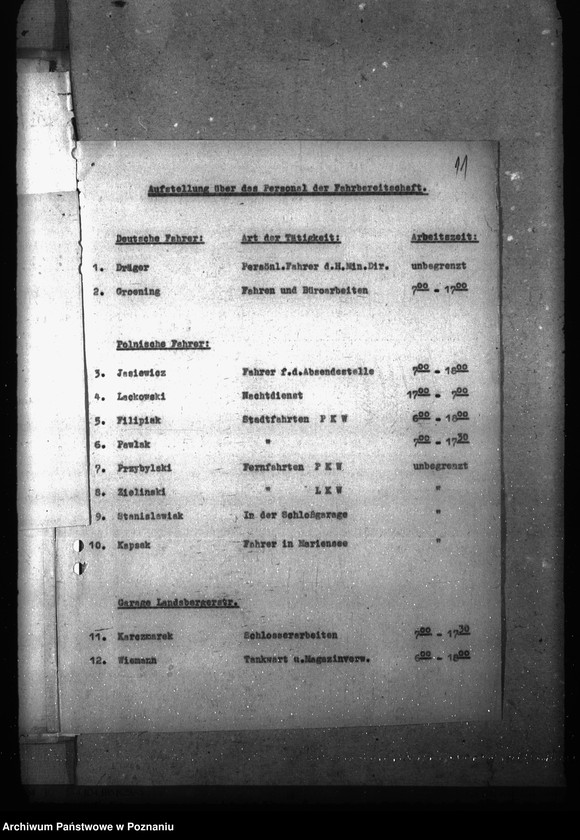 11
Aufstellung über das Personal der Fahrbereitschaft.
Deutsche Fahrer: Art der Tätigkeit: Arbeitszeit:
1. Dräger Persönl.Fahrer d.H.Min.Dir. unbegrenzt
2. Groening Fahren und Büroarbeiten 7⁰⁰ - 17⁰⁰
Polnische Fahrer:
3. Jasiewicz Fahrer f.d.Absendestelle 7⁰⁰ - 18⁰⁰
4. Lackowski Nachtdienst 17⁰⁰ - 7⁰⁰
5. Filipiak Stadtfahrten P K W 6⁰⁰ - 18⁰⁰
6. Pawlak " 7⁰⁰ - 17³⁰
7. Przybylski Fernfahrten P K W unbegrenzt
8. Zielinski " L K W "
9. Stanislawiak In der Schloßgarage "
10. Kapsek Fahrer in Mariensee "
Garage Landsbergerstr.
11. Karczmarek Schlosserarbeiten 7⁰⁰ - 17³⁰
12. Wiemann Tankwart u.Magazinverw. 6⁰⁰ - 18⁰⁰
Archiwum Państwowe w Poznaniu